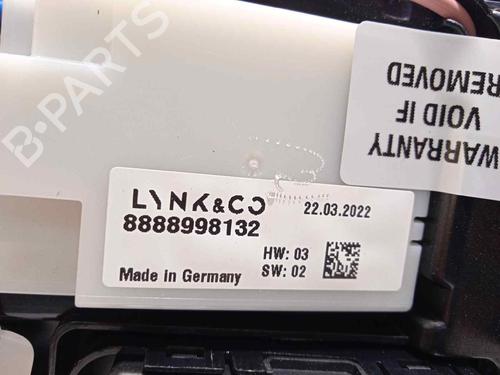 B-PARTS
WARRANTY
VOID IF
REMOVED
LYNK&CO
22.03.2022
8888998132
HW: 03
SW: 02
Made in Germany